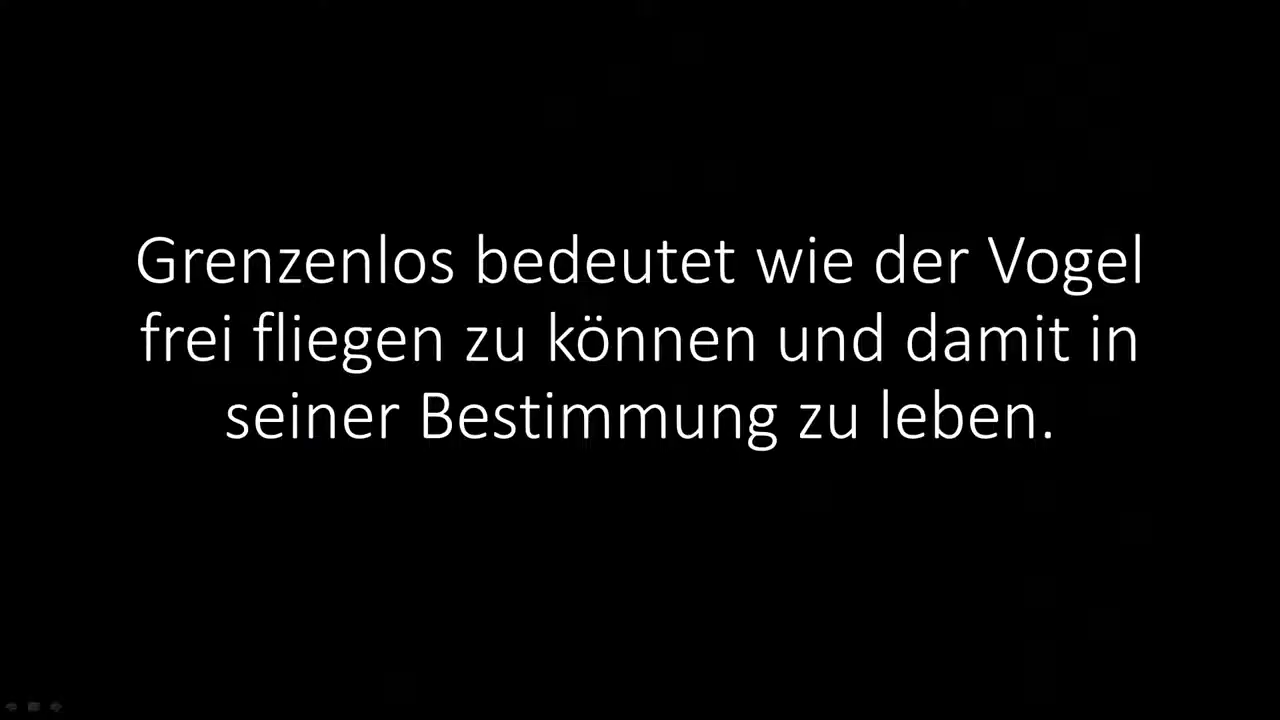 Grenzenlos bedeutet wie der Vogel
frei fliegen zu können und damit in
seiner Bestimmung zu leben.